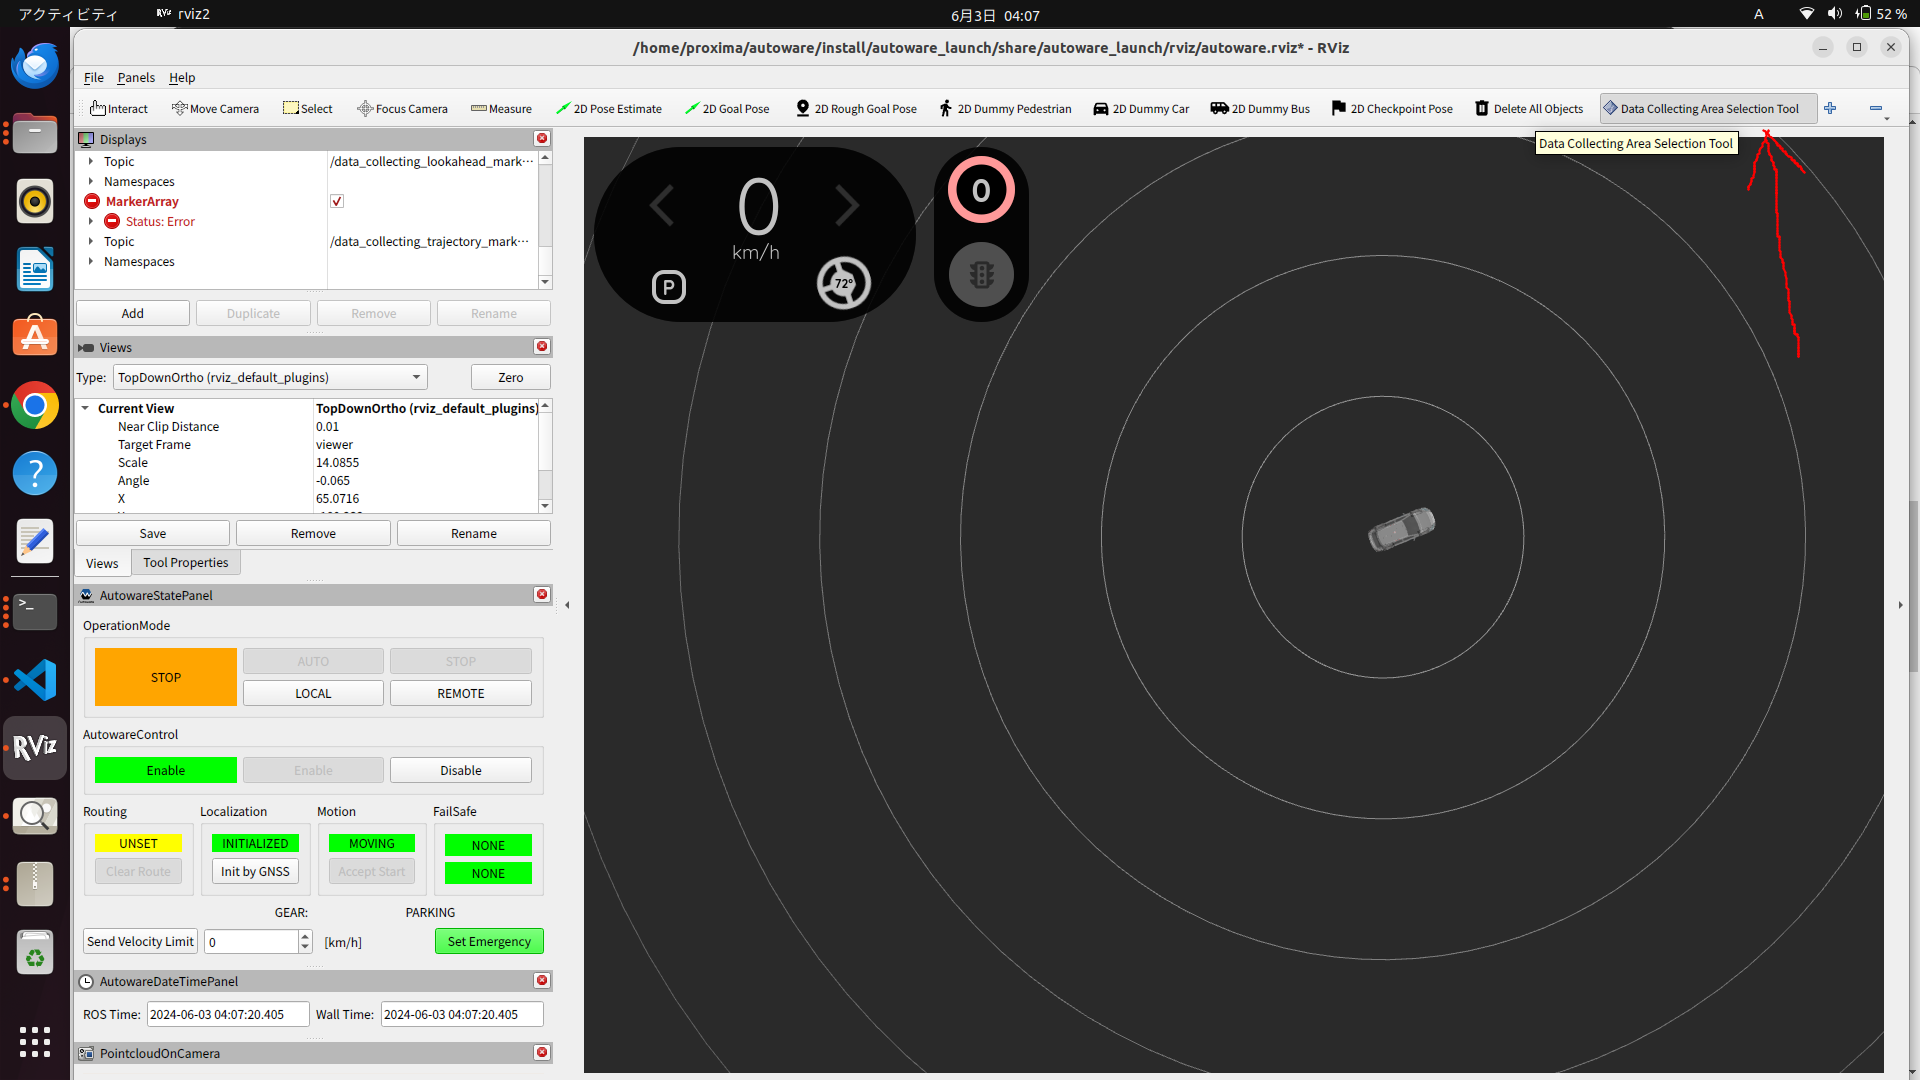 アクティビティ
rviz2
6月3日 04:07
A
52 %
/home/proxima/autoware/install/autoware_launch/share/autoware_launch/rviz/autoware.rviz* - RViz
File Panels Help
Interact Move Camera Select Focus Camera Measure 2D Pose Estimate 2D Goal Pose 2D Rough Goal Pose 2D Dummy Pedestrian 2D Dummy Car 2D Dummy Bus 2D Checkpoint Pose Delete All Objects Data Collecting Area Selection Tool
Data Collecting Area Selection Tool
Displays
Topic /data_collecting_lookahead_mark···
Namespaces
MarkerArray
Status: Error
Topic /data_collecting_trajectory_mark···
Namespaces
Add Duplicate Remove Rename
Views
Type: TopDownOrtho (rviz_default_plugins) Zero
Current View TopDownOrtho (rviz_default_plugins)
Near Clip Distance 0.01
Target Frame viewer
Scale 14.0855
Angle -0.065
X 65.0716
Save Remove Rename
Views Tool Properties
AutowareStatePanel
OperationMode
STOP AUTO STOP
LOCAL REMOTE
AutowareControl
Enable Enable Disable
Routing Localization Motion FailSafe
UNSET INITIALIZED MOVING NONE
Clear Route Init by GNSS Accept Start NONE
GEAR: PARKING
Send Velocity Limit 0 [km/h] Set Emergency
AutowareDateTimePanel
ROS Time: 2024-06-03 04:07:20.405 Wall Time: 2024-06-03 04:07:20.405
PointcloudOnCamera
0
km/h
P
72°
0
>_
?
RViz